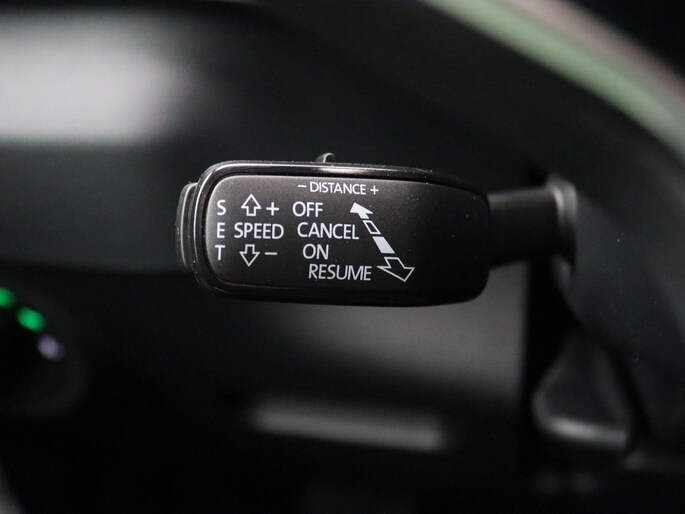 - DISTANCE +
S + OFF
E SPEED CANCEL
T - ON
RESUME